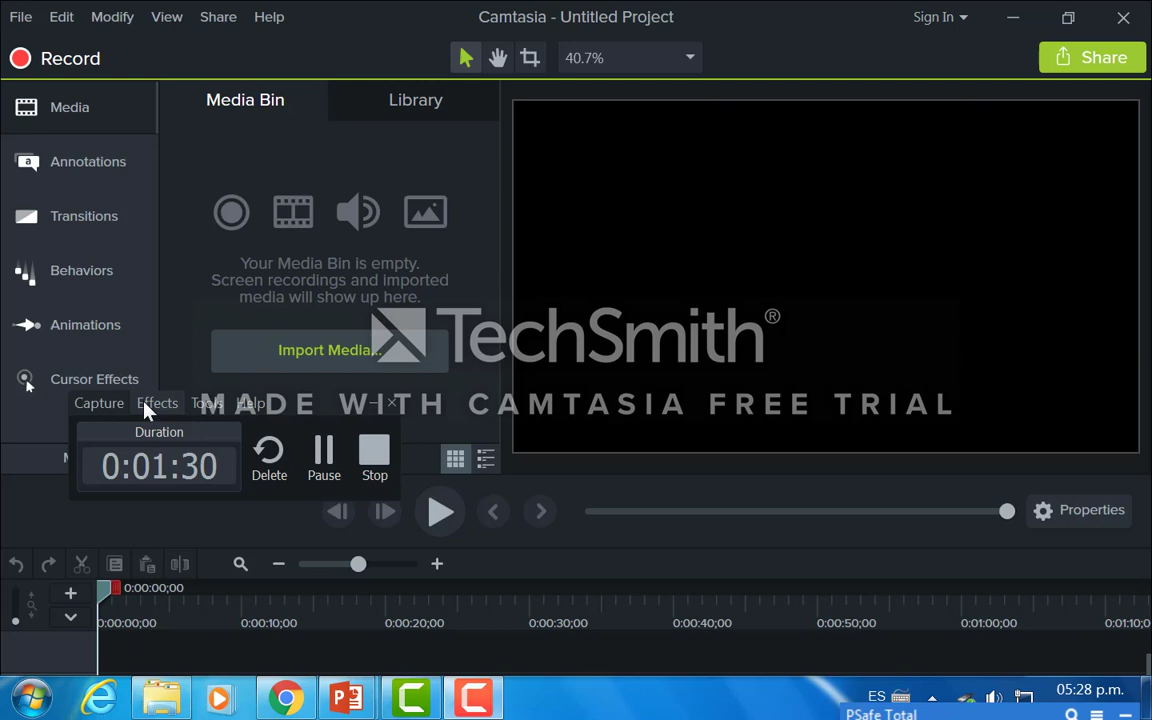 File Edit Modify View Share Help
Camtasia - Untitled Project
Sign In
Record
40.7%
Share
Media
Annotations
Transitions
Behaviors
Animations
Cursor Effects
Media Bin
Library
Your Media Bin is empty.
Screen recordings and imported
media will show up here.
Import Media...
TechSmith®
MADE WITH CAMTASIA FREE TRIAL
Capture Effects Tools Help
Duration
0:01:30
Delete
Pause
Stop
Properties
0:00:00;00
0:00:00;00 0:00:10;00 0:00:20;00 0:00:30;00 0:00:40;00 0:00:50;00 0:01:00;00 0:01:10;0
ES
05:28 p.m.
PSafe Total